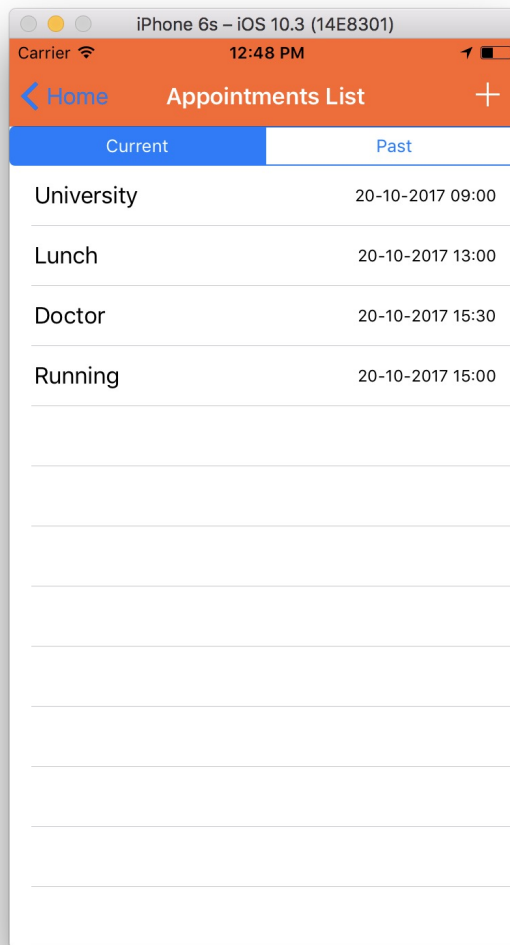 iPhone 6s – iOS 10.3 (14E8301)
Carrier 12:48 PM
Home Appointments List +
Current Past
University 20-10-2017 09:00
Lunch 20-10-2017 13:00
Doctor 20-10-2017 15:30
Running 20-10-2017 15:00